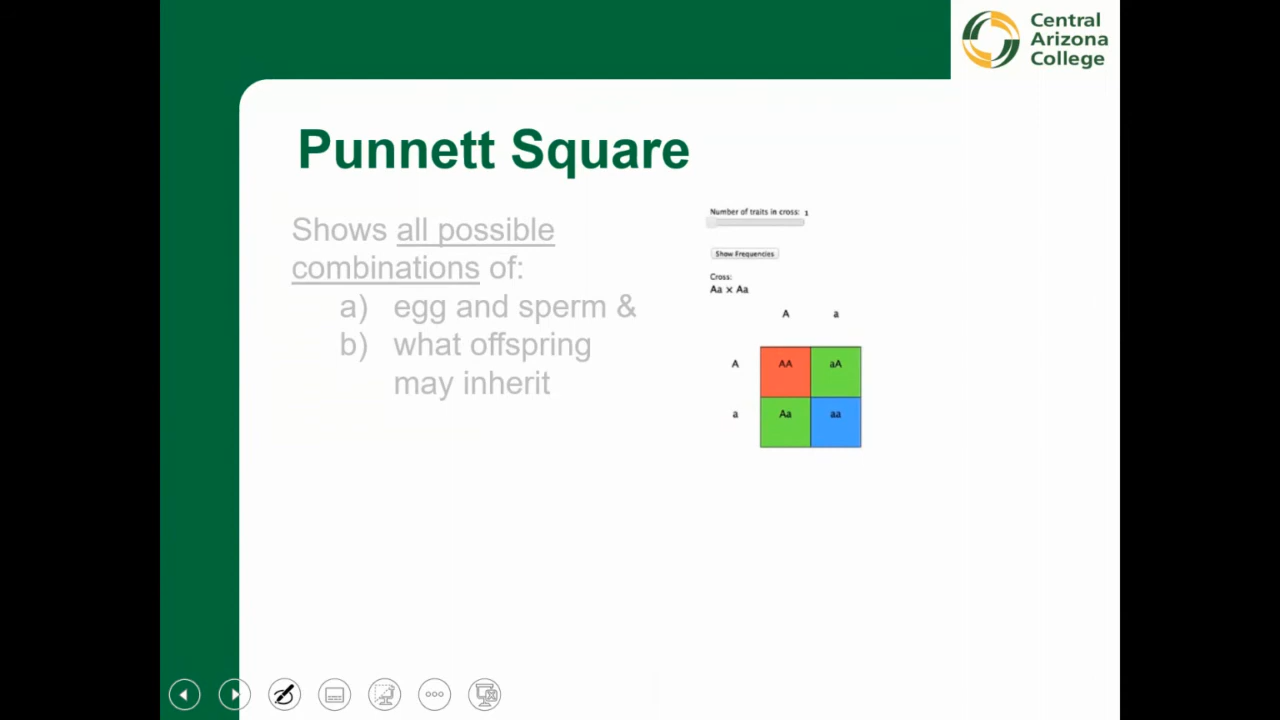 Central
Arizona
College
Punnett Square
Shows all possible
combinations of:
a) egg and sperm &
b) what offspring
may inherit
Number of traits in cross: 1
Show Frequencies
Cross:
Aa × Aa
A a
A AA aA
a Aa aa